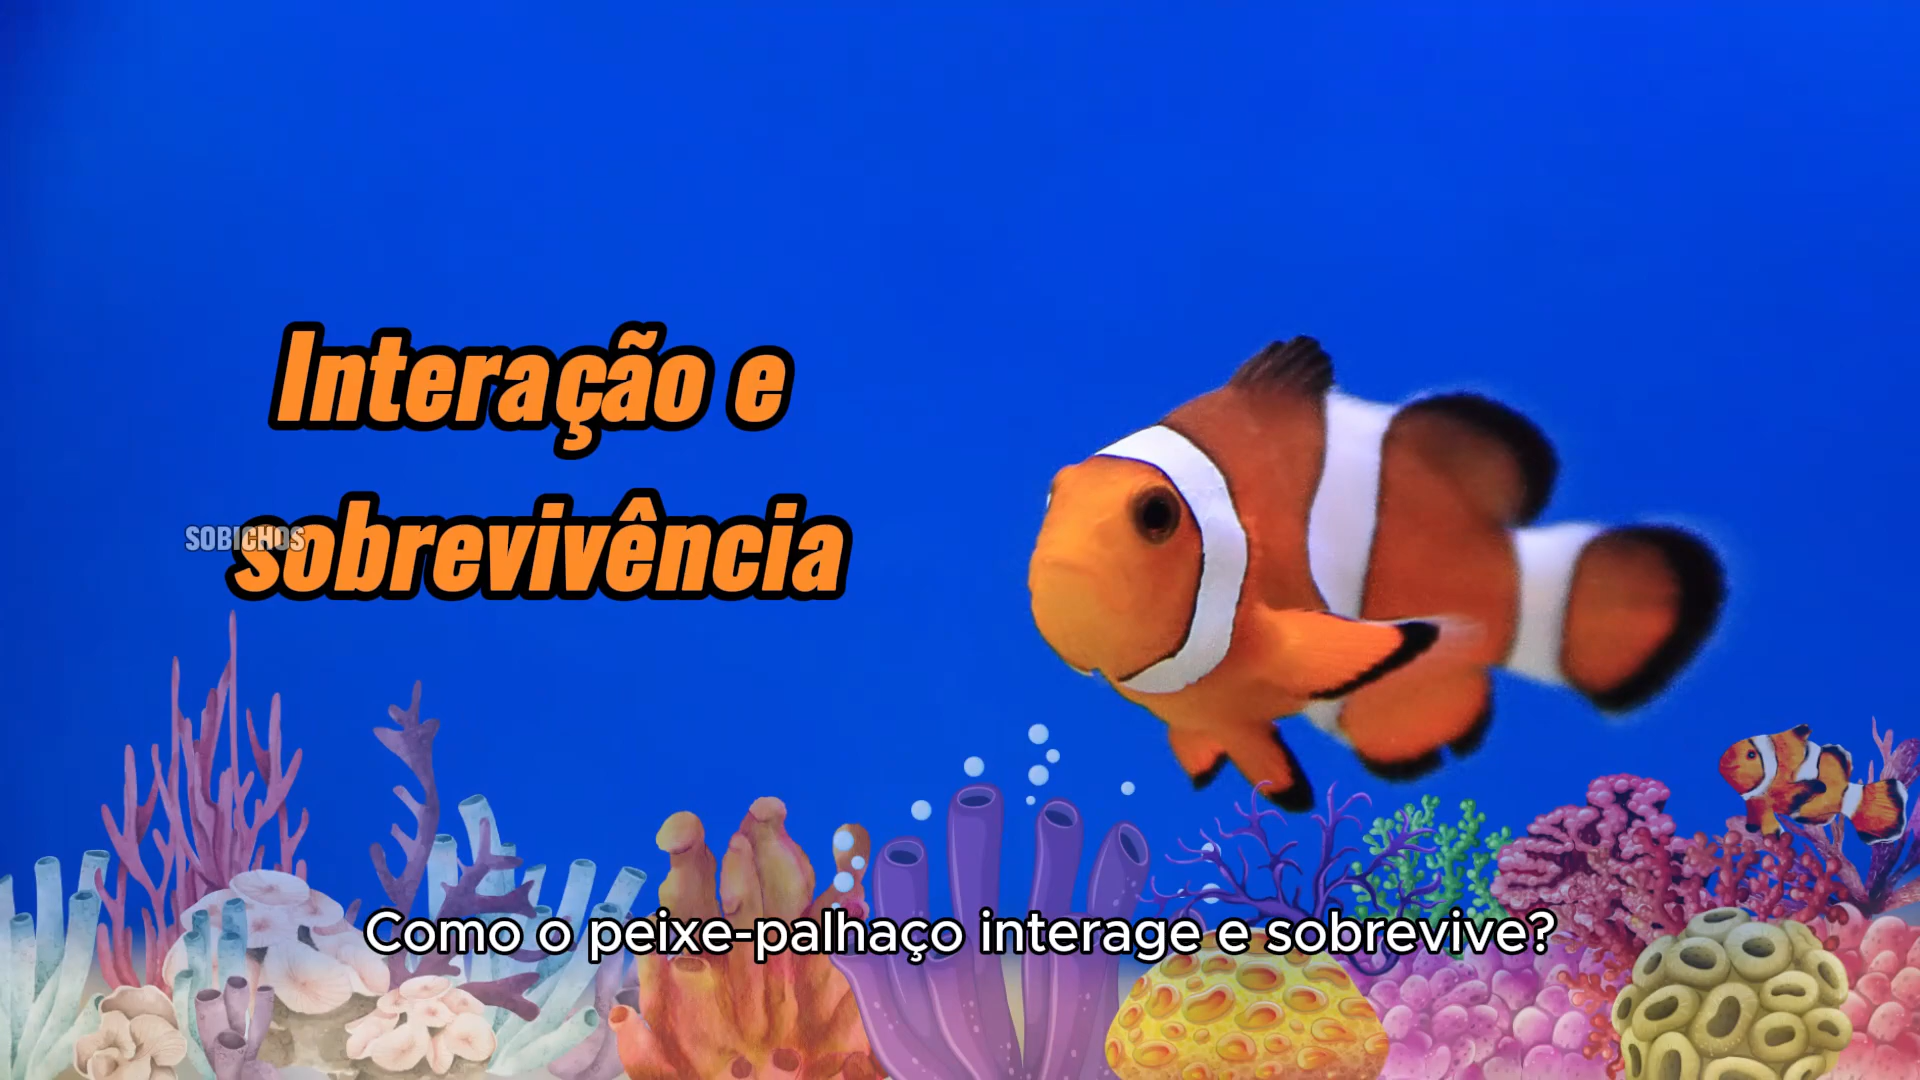 Interação e
sobrevivência
SOBICHOS
Como o peixe-palhaço interage e sobrevive?